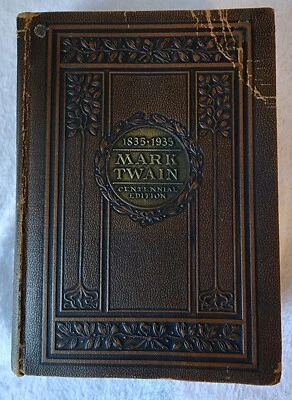 1835·1935
MARK
TWAIN
CENTENNIAL
EDITION